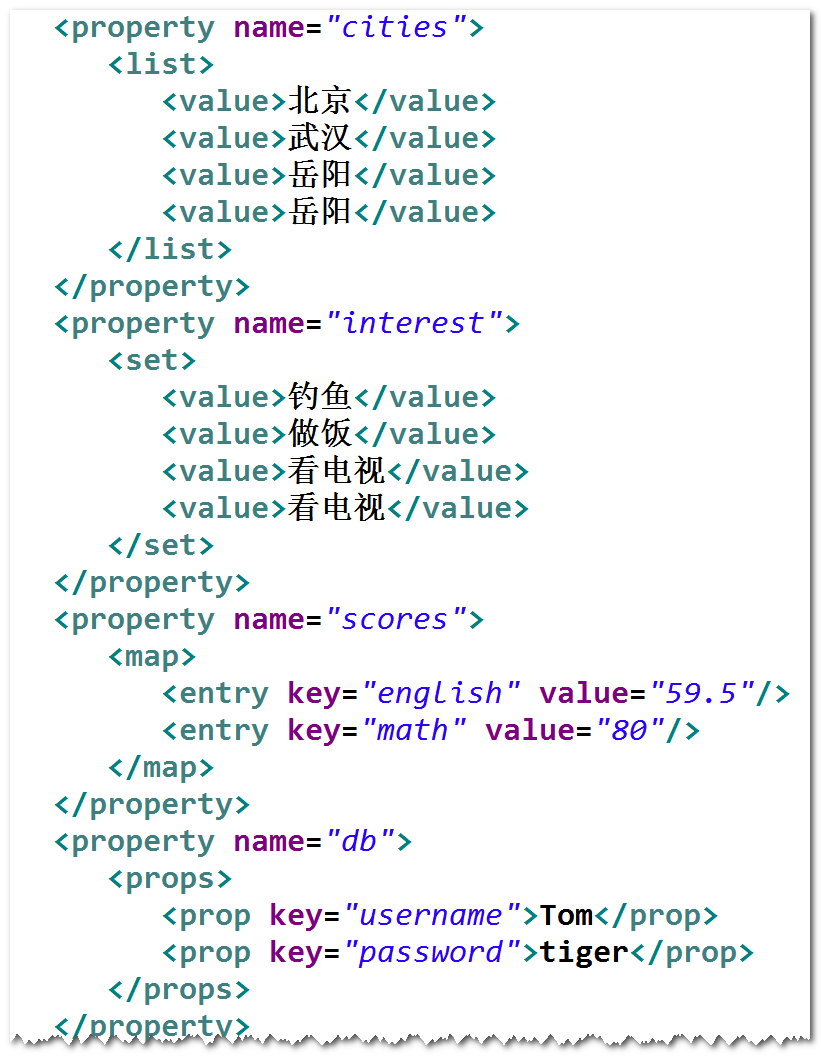 <property name="cities">
<list>
<value>北京</value>
<value>武汉</value>
<value>岳阳</value>
<value>岳阳</value>
</list>
</property>
<property name="interest">
<set>
<value>钓鱼</value>
<value>做饭</value>
<value>看电视</value>
<value>看电视</value>
</set>
</property>
<property name="scores">
<map>
<entry key="english" value="59.5"/>
<entry key="math" value="80"/>
</map>
</property>
<property name="db">
<props>
<prop key="username">Tom</prop>
<prop key="password">tiger</prop>
</props>
</property>